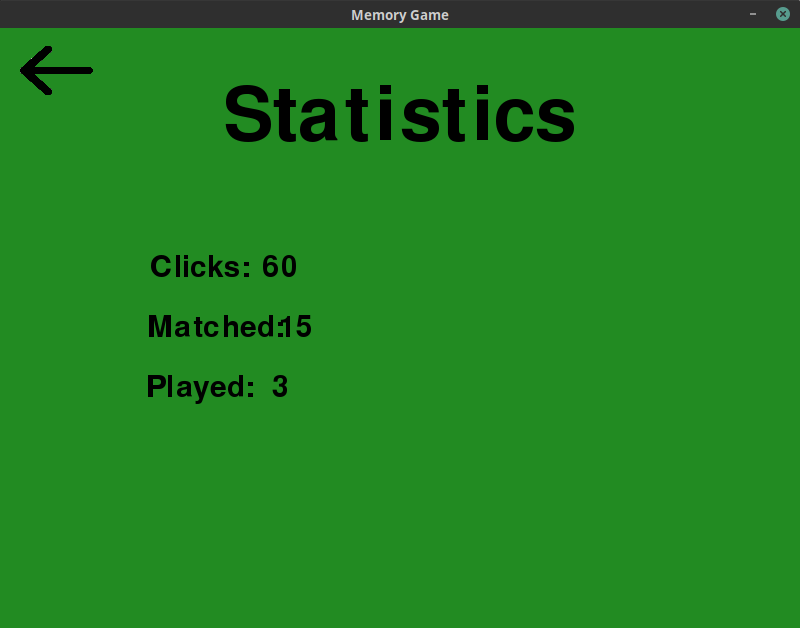 Memory Game
Statistics
Clicks: 60
Matched:15
Played: 3